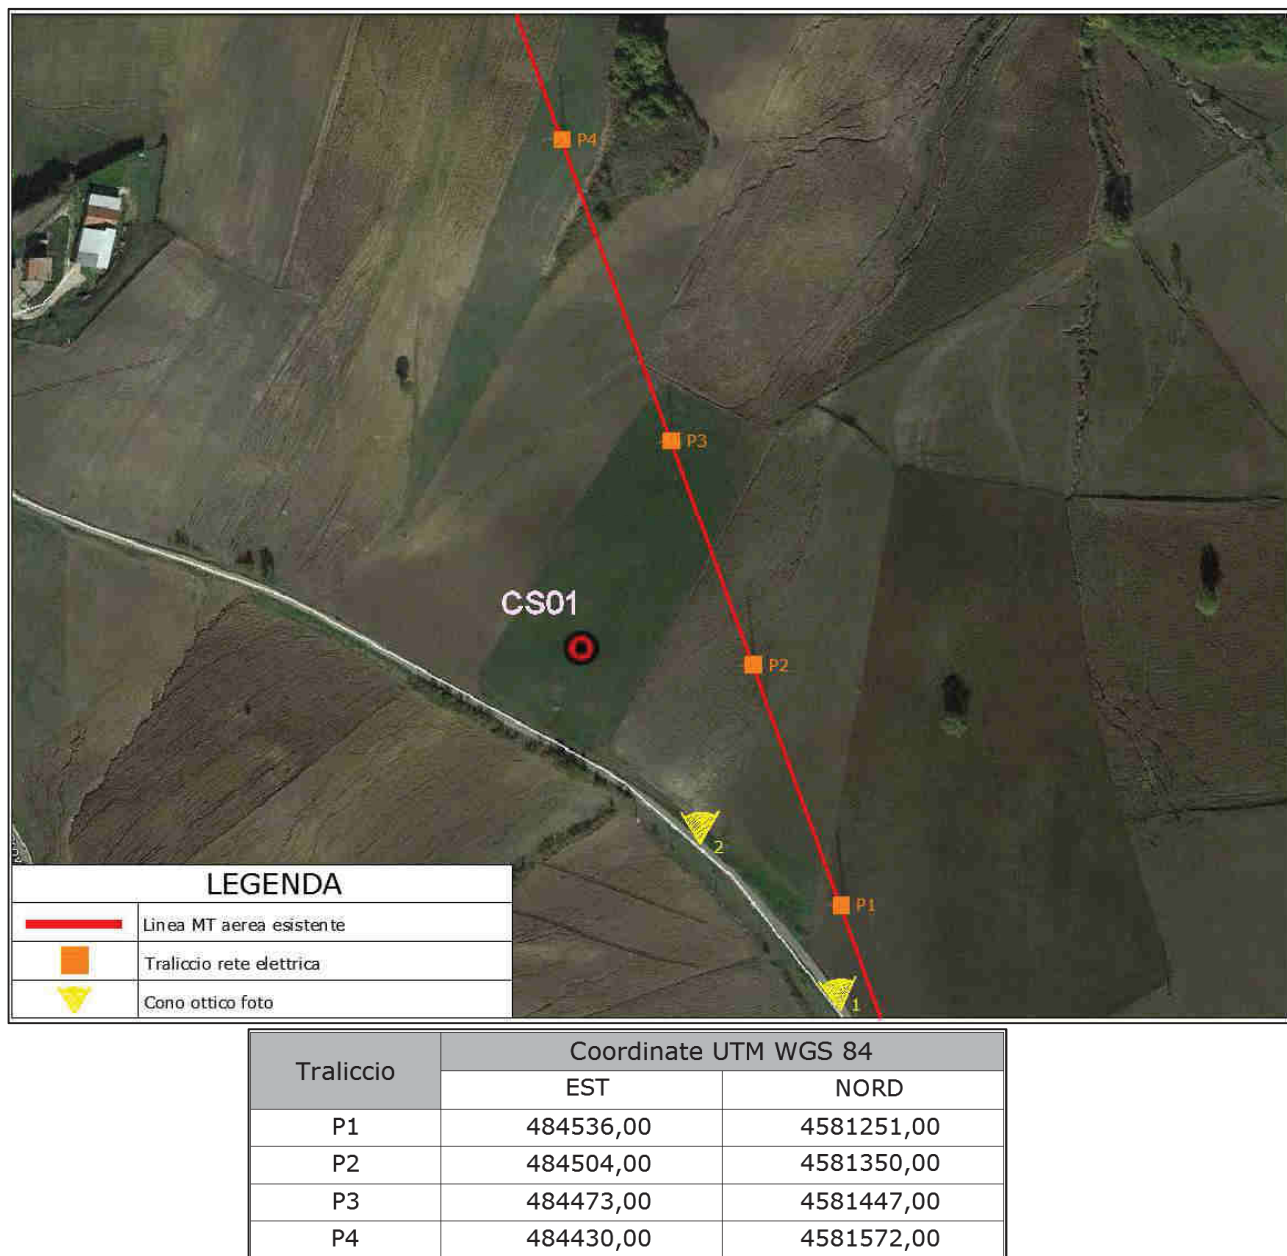 P4
P3
CS01
P2
2
P1
1
LEGENDA
Linea MT aerea esistente
Traliccio rete elettrica
Cono ottico foto
Traliccio
Coordinate UTM WGS 84
EST
NORD
P1 484536,00 4581251,00
P2 484504,00 4581350,00
P3 484473,00 4581447,00
P4 484430,00 4581572,00